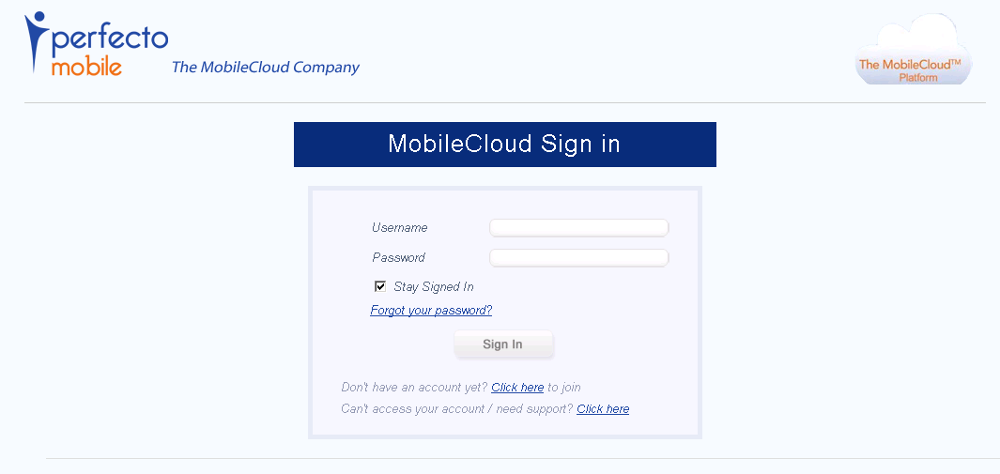 perfecto
mobile
The MobileCloud Company
The MobileCloud™
Platform
MobileCloud Sign in
Username
Password
Stay Signed In
Forgot your password?
Sign In
Don't have an account yet? Click here to join
Can't access your account / need support? Click here